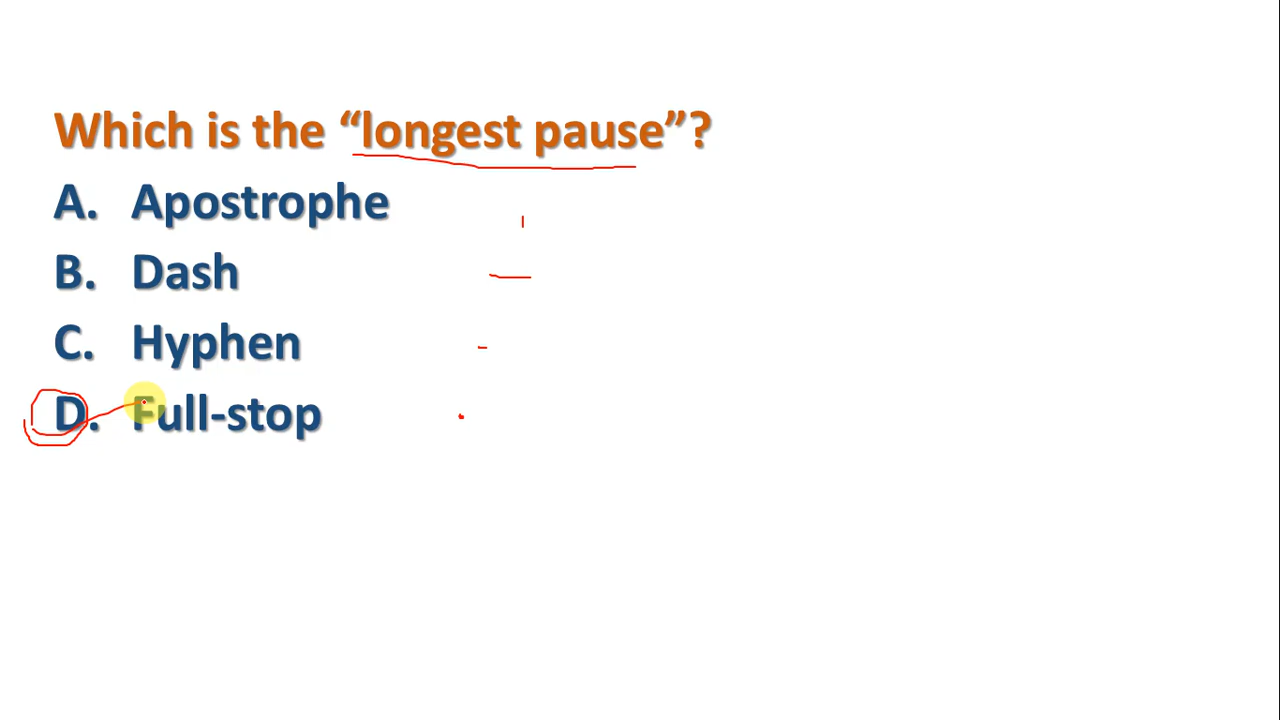 Which is the “longest pause”?
A. Apostrophe
B. Dash
C. Hyphen
D. Full-stop